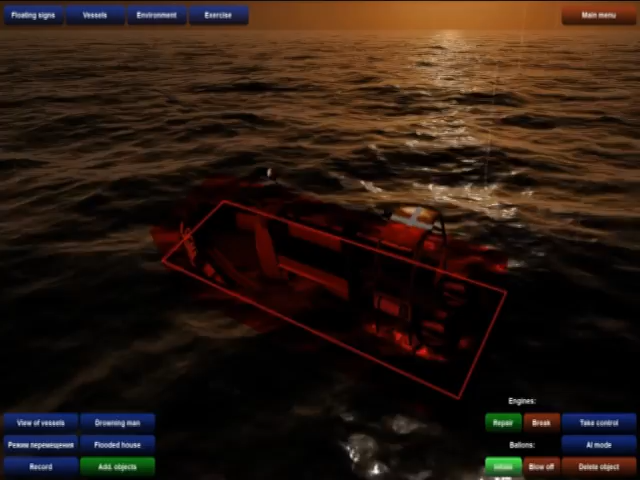 Floating signs
Vessels
Environment
Exercise
Main menu
Engines:
View of vessels
Drowning man
Repair
Break
Take control
Режим перемещения
Flooded house
Ballons:
AI mode
Record
Add. objects
Blow off
Delete object